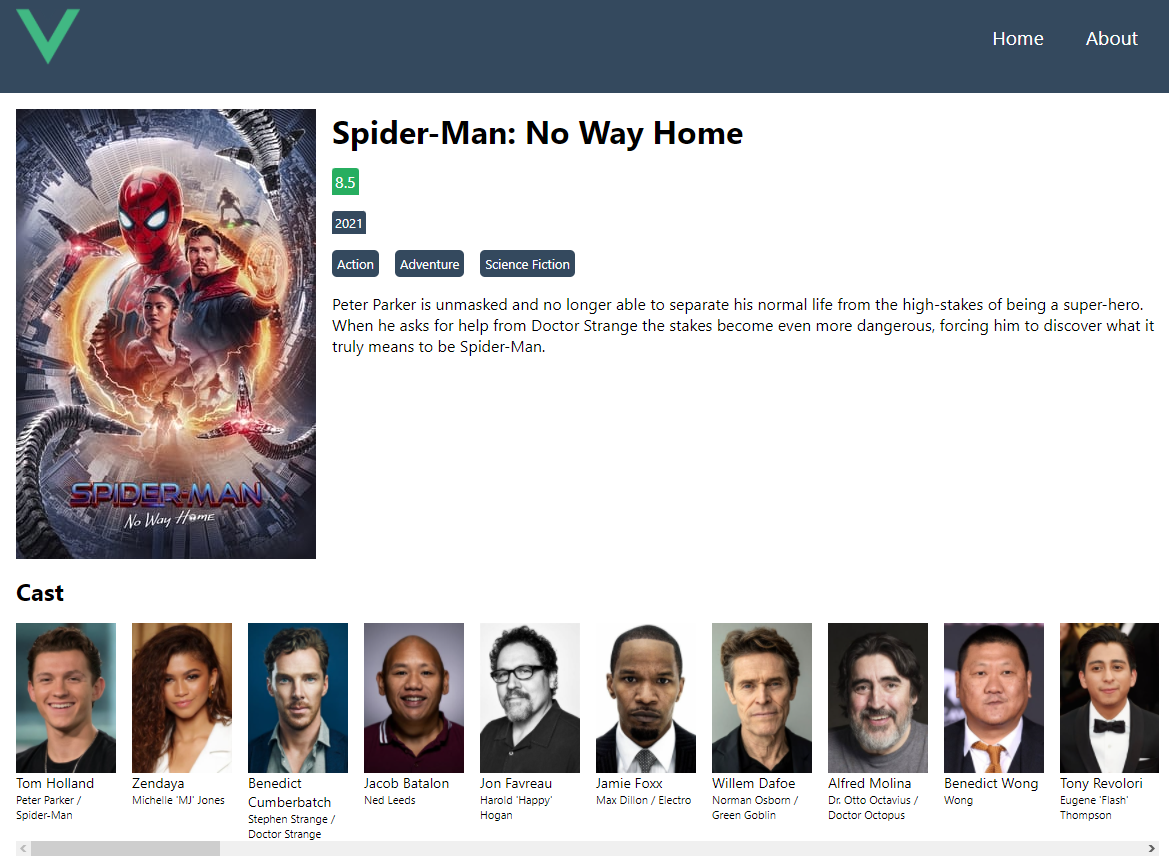 Home About
Spider-Man: No Way Home
8.5
2021
Action Adventure Science Fiction
Peter Parker is unmasked and no longer able to separate his normal life from the high-stakes of being a super-hero.
When he asks for help from Doctor Strange the stakes become even more dangerous, forcing him to discover what it
truly means to be Spider-Man.
SPIDER-MAN
No Way Home
Cast
Tom Holland
Peter Parker /
Spider-Man
Zendaya
Michelle 'MJ' Jones
Benedict
Cumberbatch
Stephen Strange /
Doctor Strange
Jacob Batalon
Ned Leeds
Jon Favreau
Harold 'Happy'
Hogan
Jamie Foxx
Max Dillon / Electro
Willem Dafoe
Norman Osborn /
Green Goblin
Alfred Molina
Dr. Otto Octavius /
Doctor Octopus
Benedict Wong
Wong
Tony Revolori
Eugene 'Flash'
Thompson